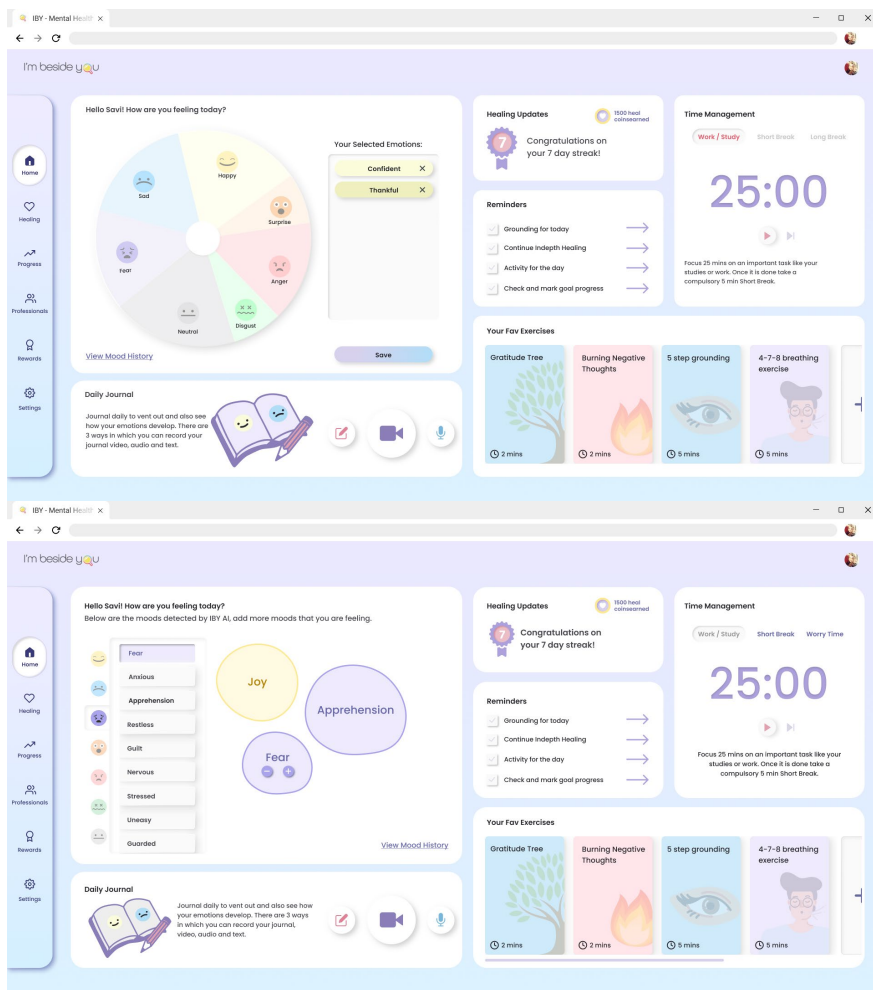 IBY - Mental Health
I'm beside you
Home
Healing
Progress
Professionals
Rewards
Settings
Hello Savi! How are you feeling today?
Happy
Surprise
Anger
Disgust
Neutral
Fear
Sad
View Mood History
Your Selected Emotions:
Confident X
Thankful X
Save
Daily Journal
Journal daily to vent out and also see
how your emotions develop. There are
3 ways in which you can record your
journal video, audio and text.
Healing Updates
1500 heal
coinsearned
7
Congratulations on
your 7 day streak!
Reminders
Grounding for today
Continue Indepth Healing
Activity for the day
Check and mark goal progress
Time Management
Work / Study Short Break Long Break
25:00
Focus 25 mins on an important task like your
studies or work. Once it is done take a
compulsory 5 min Short Break.
Your Fav Exercises
Gratitude Tree
2 mins
Burning Negative
Thoughts
2 mins
5 step grounding
5 mins
4-7-8 breathing
exercise
5 mins
IBY - Mental Health
I'm beside you
Home
Healing
Progress
Professionals
Rewards
Settings
Hello Savi! How are you feeling today?
Below are the moods detected by IBY AI, add more moods that you are feeling.
Fear
Anxious
Apprehension
Restless
Guilt
Nervous
Stressed
Uneasy
Guarded
Joy
Apprehension
Fear
View Mood History
Daily Journal
Journal daily to vent out and also see how
your emotions develop. There are 3 ways
in which you can record your journal,
video, audio and text.
Healing Updates
1500 heal
coinsearned
7
Congratulations on
your 7 day streak!
Reminders
Grounding for today
Continue Indepth Healing
Activity for the day
Check and mark goal progress
Time Management
Work / Study Short Break Worry Time
25:00
Focus 25 mins on an important task like your
studies or work. Once it is done take a
compulsory 5 min Short Break.
Your Fav Exercises
Gratitude Tree
2 mins
Burning Negative
Thoughts
2 mins
5 step grounding
5 mins
4-7-8 breathing
exercise
5 mins